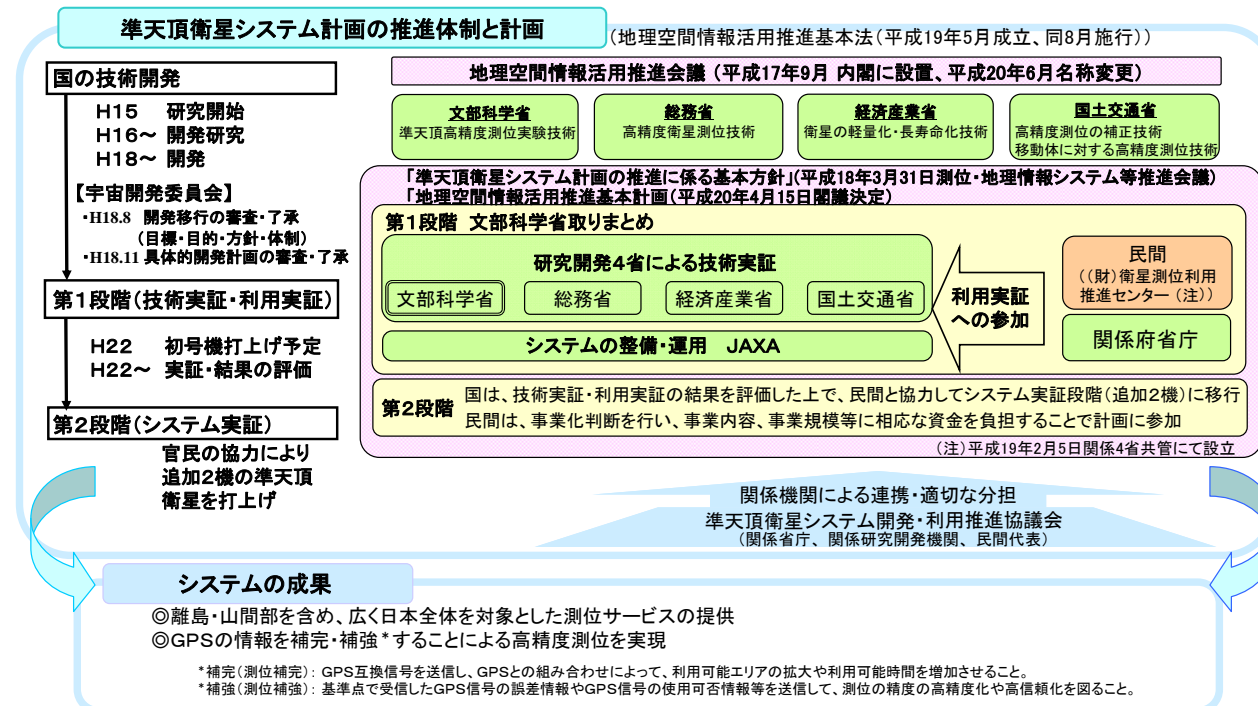 準天頂衛星システム計画の推進体制と計画
(地理空間情報活用推進基本法(平成19年5月成立、同8月施行))
国の技術開発
H15 研究開始
H16～ 開発研究
H18～ 開発
【宇宙開発委員会】
・H18.8 開発移行の審査・了承
(目標・目的・方針・体制)
・H18.11 具体的開発計画の審査・了承
第1段階(技術実証・利用実証)
H22 初号機打上げ予定
H22～ 実証・結果の評価
第2段階(システム実証)
官民の協力により
追加2機の準天頂
衛星を打上げ
地理空間情報活用推進会議 (平成17年9月 内閣に設置、平成20年6月名称変更)
文部科学省
準天頂高精度測位実験技術
総務省
高精度衛星測位技術
経済産業省
衛星の軽量化・長寿命化技術
国土交通省
高精度測位の補正技術
移動体に対する高精度測位技術
「準天頂衛星システム計画の推進に係る基本方針」(平成18年3月31日測位・地理情報システム等推進会議)
「地理空間情報活用推進基本計画(平成20年4月15日閣議決定)
第1段階 文部科学省取りまとめ
研究開発4省による技術実証
文部科学省
総務省
経済産業省
国土交通省
システムの整備・運用 JAXA
利用実証
への参加
民間
((財)衛星測位利用
推進センター (注))
関係府省庁
第2段階
国は、技術実証・利用実証の結果を評価した上で、民間と協力してシステム実証段階(追加2機)に移行
民間は、事業化判断を行い、事業内容、事業規模等に相応な資金を負担することで計画に参加
(注)平成19年2月5日関係4省共管にて設立
関係機関による連携・適切な分担
準天頂衛星システム開発・利用推進協議会
(関係省庁、関係研究開発機関、民間代表)
システムの成果
◎離島・山間部を含め、広く日本全体を対象とした測位サービスの提供
◎GPSの情報を補完・補強*することによる高精度測位を実現
*補完(測位補完): GPS互換信号を送信し、GPSとの組み合わせによって、利用可能エリアの拡大や利用可能時間を増加させること。
*補強(測位補強): 基準点で受信したGPS信号の誤差情報やGPS信号の使用可否情報等を送信して、測位の精度の高精度化や高信頼化を図ること。